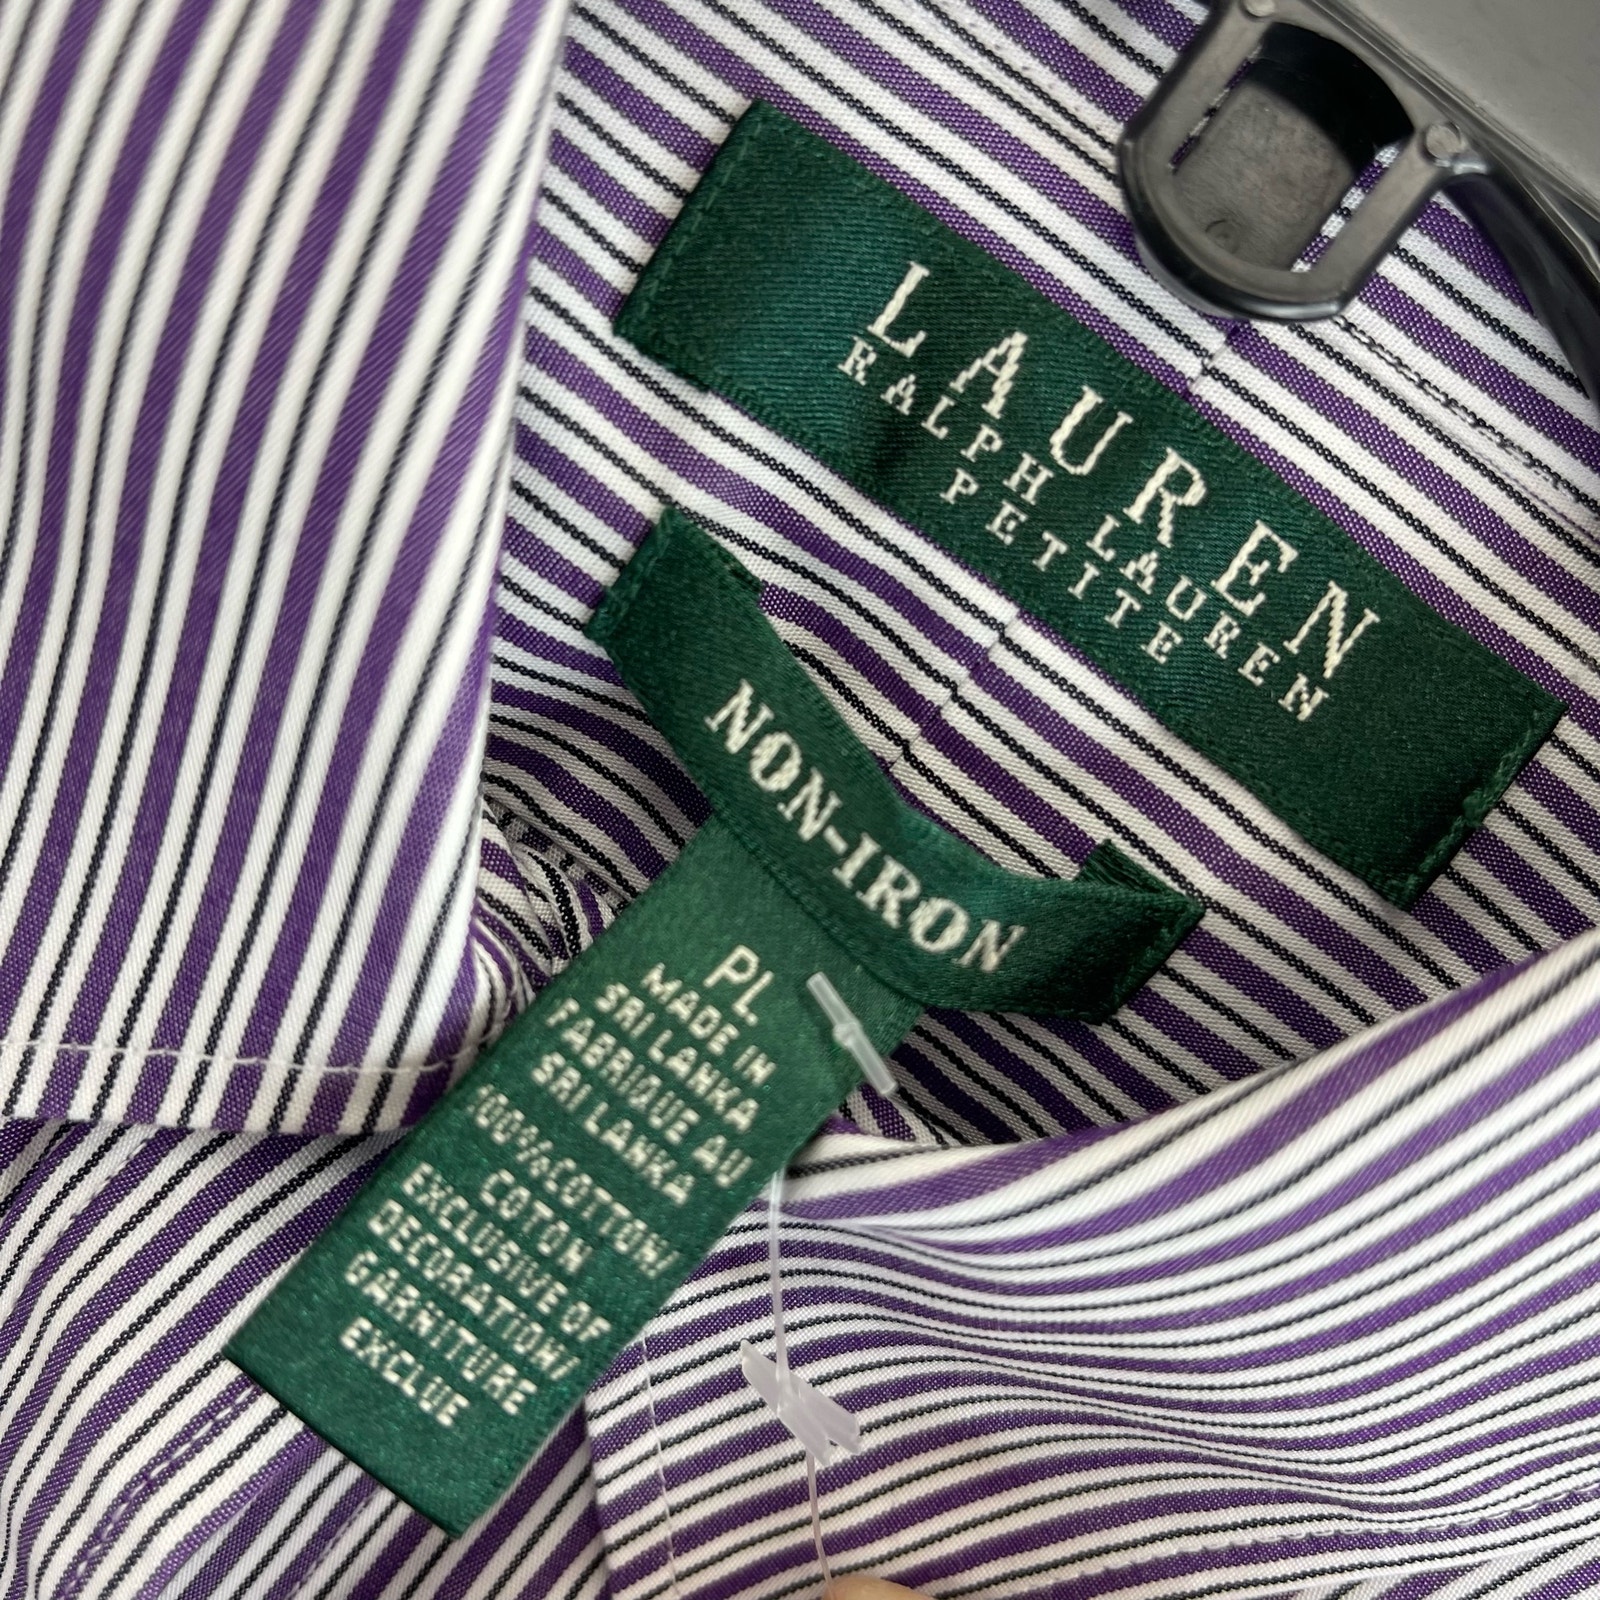 LAUREN
RALPH LAUREN
PETITE
NON-IRON
PL
MADE IN
SRI LANKA
FABRIQUE AU
SRI LANKA
100%COTTON/
COTON
EXCLUSIVE OF
DECORATION/
GARNITURE
EXCLUE